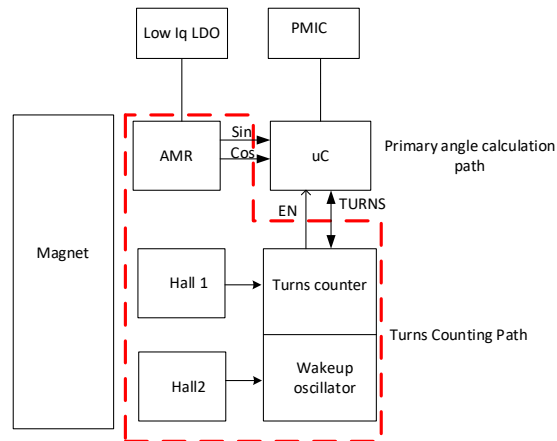 Low Iq LDO
PMIC
Sin
AMR
Cos
uC
Primary angle calculation
path
EN
TURNS
Magnet
Hall 1
Turns counter
Turns Counting Path
Hall2
Wakeup
oscillator